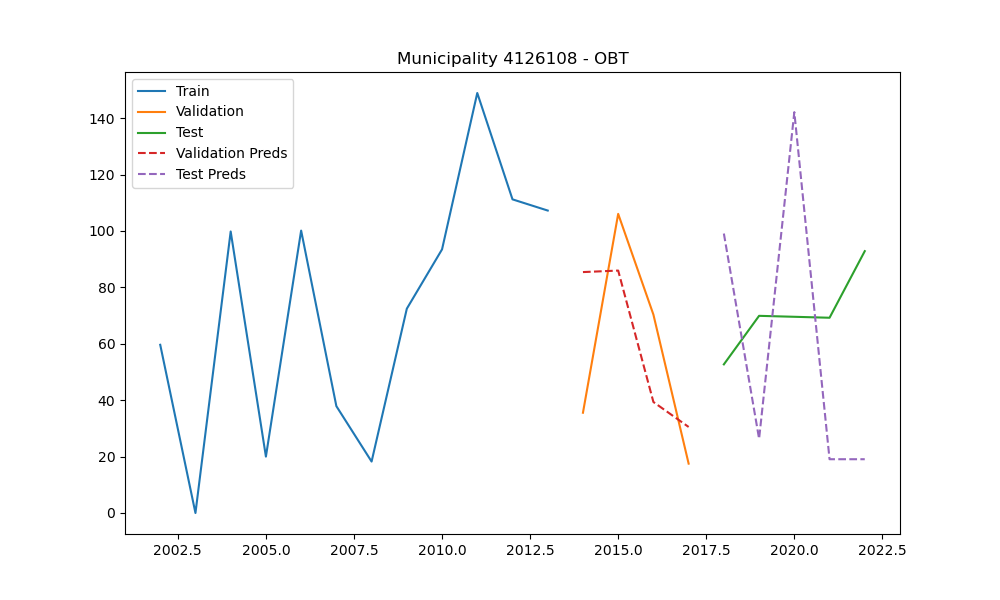 Municipality 4126108 - OBT
Train
Validation
Test
Validation Preds
Test Preds
140
120
100
80
60
40
20
0
2002.5 2005.0 2007.5 2010.0 2012.5 2015.0 2017.5 2020.0 2022.5